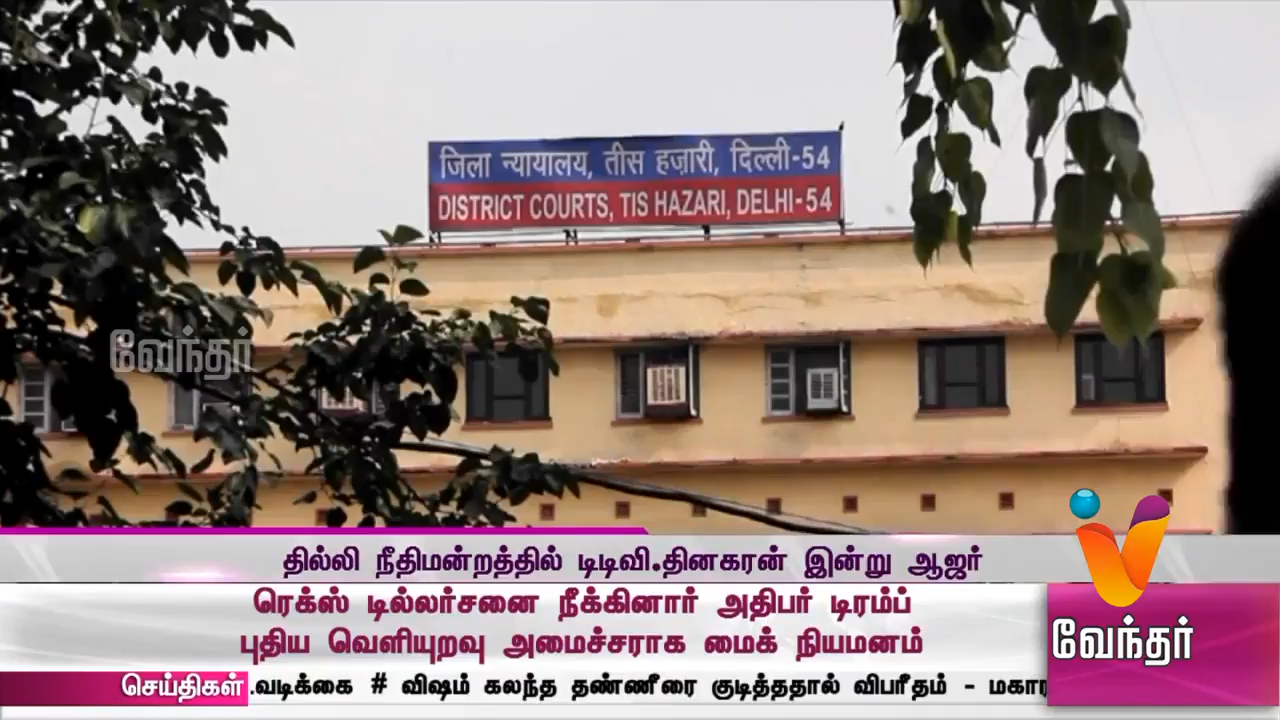 जिला न्यायालय, तीस हज़ारी, दिल्ली-54
DISTRICT COURTS, TIS HAZARI, DELHI-54
வேந்தர்
தில்லி நீதிமன்றத்தில் டிடிவி.தினகரன் இன்று ஆஜர்
ரெக்ஸ் டில்லர்சனை நீக்கினார் அதிபர் டிரம்ப்
புதிய வெளியுறவு அமைச்சராக மைக் நியமனம்
வேந்தர்
செய்திகள் .வடிக்கை # விஷம் கலந்த தண்ணீரை குடித்ததால் விபரீதம் - மகார